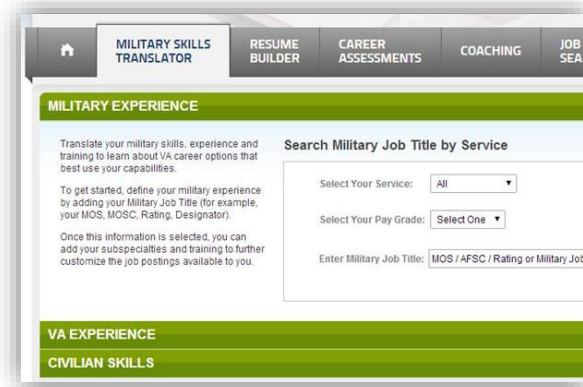 MILITARY SKILLS
TRANSLATOR
RESUME
BUILDER
CAREER
ASSESSMENTS
COACHING
JOB
SEA
MILITARY EXPERIENCE
Translate your military skills, experience and
training to learn about VA career options that
best use your capabilities.
To get started, define your military experience
by adding your Military Job Title (for example,
your MOS, MOSC, Rating, Designator).
Once this information is selected, you can
add your subspecialties and training to further
customize the job postings available to you.
Search Military Job Title by Service
Select Your Service: All
Select Your Pay Grade: Select One
Enter Military Job Title: MOS / AFSC / Rating or Military Job
VA EXPERIENCE
CIVILIAN SKILLS